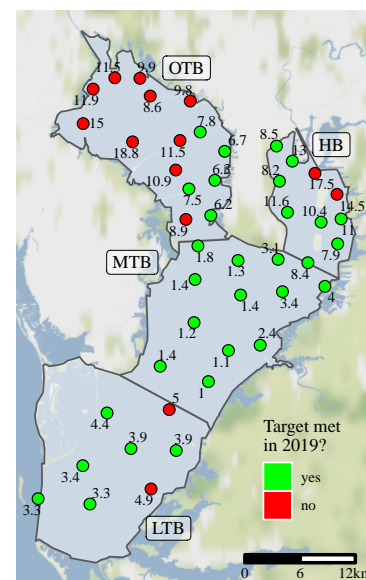 OTB
11.5 9.9
11.9 8.6 9.8
15 7.8
18.8 11.5 6.7
10.9 6.3
7.5
8.9 6.2
HB
8.5
13
8.2 17.5
11.6 14.5
10.4 11
7.9
MTB
1.8 3.1
1.3 8.4
1.4 1.4 3.4 4
1.2
2.4
1.4 1.1
1
5
4.4
3.9 3.9
3.4
3.3 3.3 4.9
LTB
Target met
in 2019?
yes
no
0 6 12km